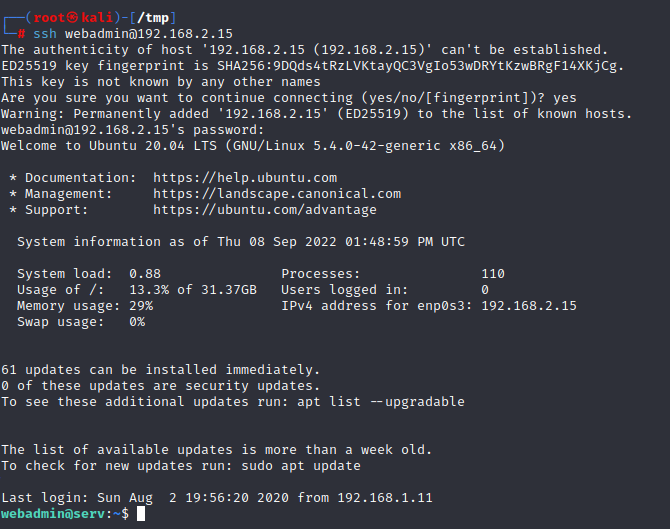 ┌──(root㉿kali)-[/tmp]
└─# ssh webadmin@192.168.2.15
The authenticity of host '192.168.2.15 (192.168.2.15)' can't be established.
ED25519 key fingerprint is SHA256:9DQds4tRzLVKtayQC3VgIo53wDRYtKzwBRgF14XKjCg.
This key is not known by any other names
Are you sure you want to continue connecting (yes/no/[fingerprint])? yes
Warning: Permanently added '192.168.2.15' (ED25519) to the list of known hosts.
webadmin@192.168.2.15's password:
Welcome to Ubuntu 20.04 LTS (GNU/Linux 5.4.0-42-generic x86_64)
* Documentation:  https://help.ubuntu.com
* Management:     https://landscape.canonical.com
* Support:        https://ubuntu.com/advantage
System information as of Thu 08 Sep 2022 01:48:59 PM UTC
System load:  0.88               Processes:               110
Usage of /:   13.3% of 31.37GB   Users logged in:         0
Memory usage: 29%                IPv4 address for enp0s3: 192.168.2.15
Swap usage:   0%
61 updates can be installed immediately.
0 of these updates are security updates.
To see these additional updates run: apt list --upgradable
The list of available updates is more than a week old.
To check for new updates run: sudo apt update
Last login: Sun Aug  2 19:56:20 2020 from 192.168.1.11
webadmin@serv:~$